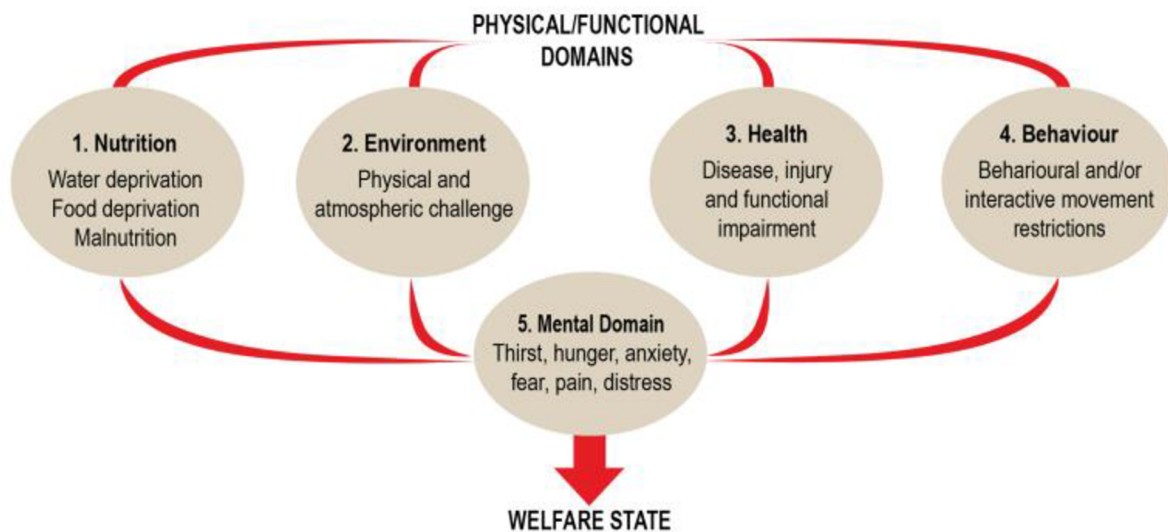 PHYSICAL/FUNCTIONAL
DOMAINS
1. Nutrition
Water deprivation
Food deprivation
Malnutrition
2. Environment
Physical and
atmospheric challenge
3. Health
Disease, injury
and functional
impairment
4. Behaviour
Beharioural and/or
interactive movement
restrictions
5. Mental Domain
Thirst, hunger, anxiety,
fear, pain, distress
WELFARE STATE